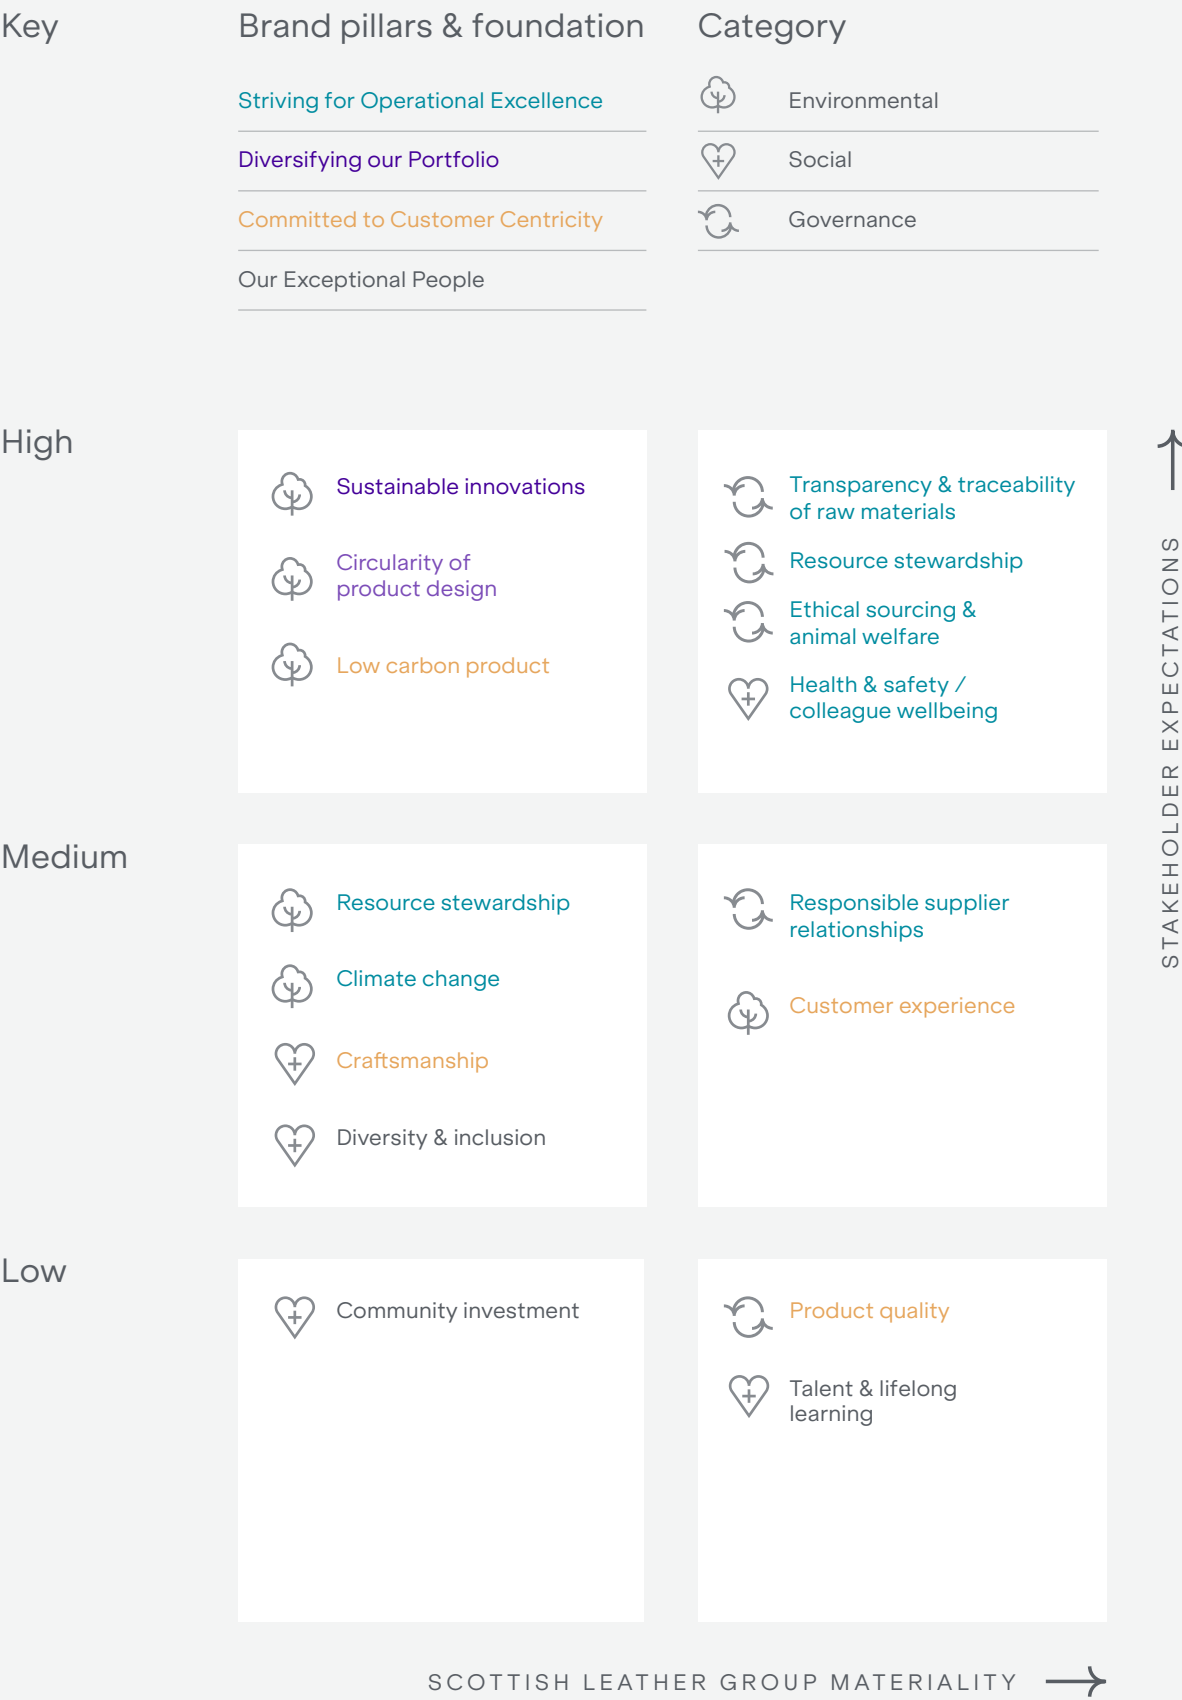 Key
Brand pillars & foundation
Striving for Operational Excellence
Diversifying our Portfolio
Committed to Customer Centricity
Our Exceptional People
Category
Environmental
Social
Governance
High
Sustainable innovations
Circularity of
product design
Low carbon product
Transparency & traceability
of raw materials
Resource stewardship
Ethical sourcing &
animal welfare
Health & safety /
colleague wellbeing
Medium
Resource stewardship
Climate change
Craftsmanship
Diversity & inclusion
Responsible supplier
relationships
Customer experience
Low
Community investment
Product quality
Talent & lifelong
learning
STAKEHOLDER EXPECTATIONS
SCOTTISH LEATHER GROUP MATERIALITY